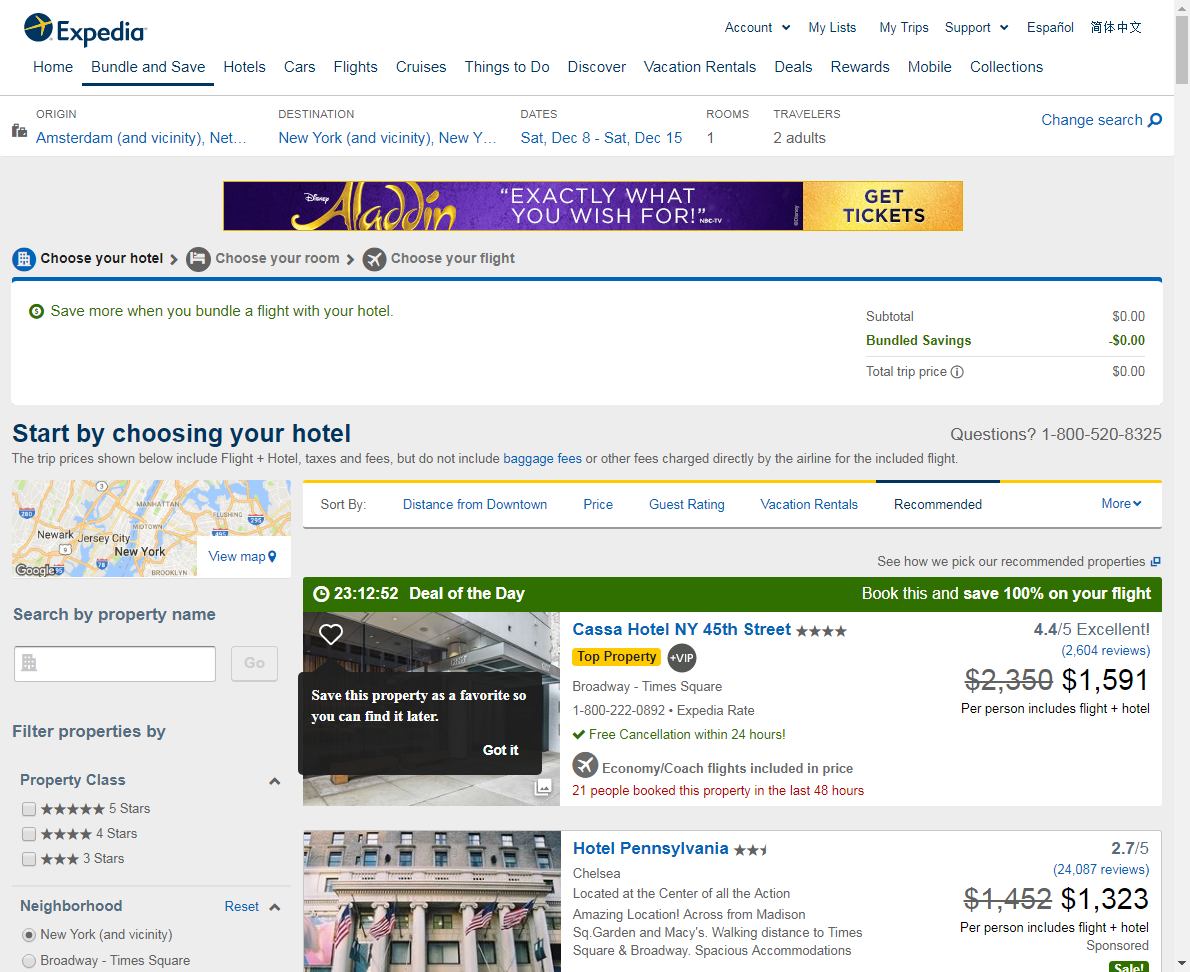 Expedia
Account My Lists My Trips Support Español 简体中文
Home Bundle and Save Hotels Cars Flights Cruises Things to Do Discover Vacation Rentals Deals Rewards Mobile Collections
ORIGIN DESTINATION DATES ROOMS TRAVELERS
Amsterdam (and vicinity), Net... New York (and vicinity), New Y... Sat, Dec 8 - Sat, Dec 15 1 2 adults
Change search
Disney Aladdin "EXACTLY WHAT YOU WISH FOR!" NBC-TV ©Disney GET TICKETS
Choose your hotel Choose your room Choose your flight
Save more when you bundle a flight with your hotel.
Subtotal $0.00
Bundled Savings -$0.00
Total trip price $0.00
Start by choosing your hotel
Questions? 1-800-520-8325
The trip prices shown below include Flight + Hotel, taxes and fees, but do not include baggage fees or other fees charged directly by the airline for the included flight.
3
MANHATTAN
280
FLUSHING
MIDTOWN
295
495
Newark
Jersey City
9
New York
78
BROOKLYN
Google
95
View map
Sort By: Distance from Downtown Price Guest Rating Vacation Rentals Recommended More
See how we pick our recommended properties
Search by property name
Go
Filter properties by
Property Class
5 Stars
4 Stars
3 Stars
Neighborhood Reset
New York (and vicinity)
Broadway - Times Square
23:12:52 Deal of the Day Book this and save 100% on your flight
Save this property as a favorite so
you can find it later.
Got it
Cassa Hotel NY 45th Street
Top Property +VIP
Broadway - Times Square
1-800-222-0892 • Expedia Rate
Free Cancellation within 24 hours!
Economy/Coach flights included in price
21 people booked this property in the last 48 hours
4.4/5 Excellent!
(2,604 reviews)
$2,350 $1,591
Per person includes flight + hotel
Hotel Pennsylvania
Chelsea
Located at the Center of all the Action
Amazing Location! Across from Madison
Sq.Garden and Macy's. Walking distance to Times
Square & Broadway. Spacious Accommodations
2.7/5
(24,087 reviews)
$1,452 $1,323
Per person includes flight + hotel
Sponsored
Sale!